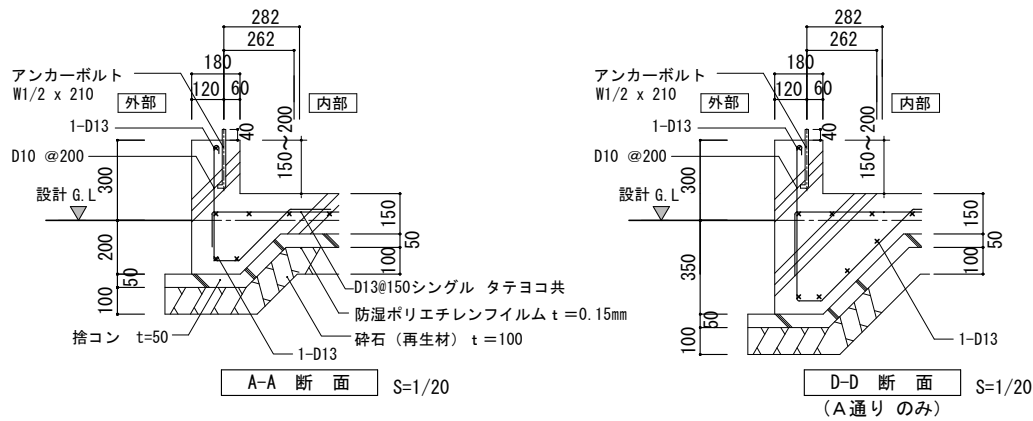 282
262
180
120 60
アンカーボルト
W1/2 x 210
外部
内部
1-D13
D10 @200
40
150~200
300
設計 G.L
200
50
100
150
50
100
D13@150シングル タテヨコ共
防湿ポリエチレンフイルム t=0.15mm
砕石(再生材) t=100
捨コン t=50
1-D13
A-A 断 面 S=1/20
282
262
180
120 60
アンカーボルト
W1/2 x 210
外部
内部
1-D13
D10 @200
40
150~200
300
設計 G.L
350
50
100
150
50
100
1-D13
D-D 断 面 S=1/20
(A通り のみ)